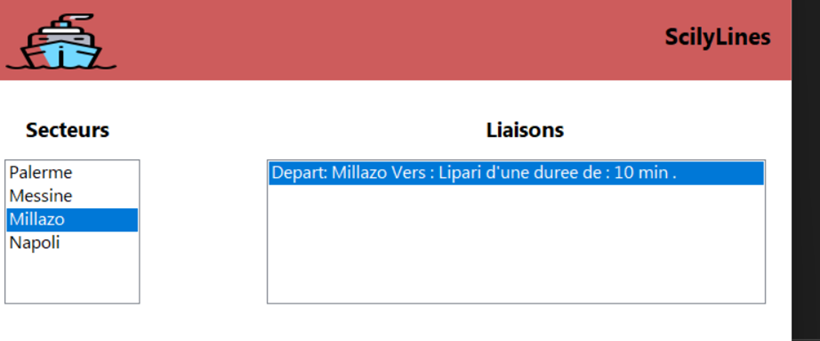 ScilyLines
Secteurs
Liaisons
Palerme
Messine
Millazo
Napoli
Depart: Millazo Vers : Lipari d'une duree de : 10 min .